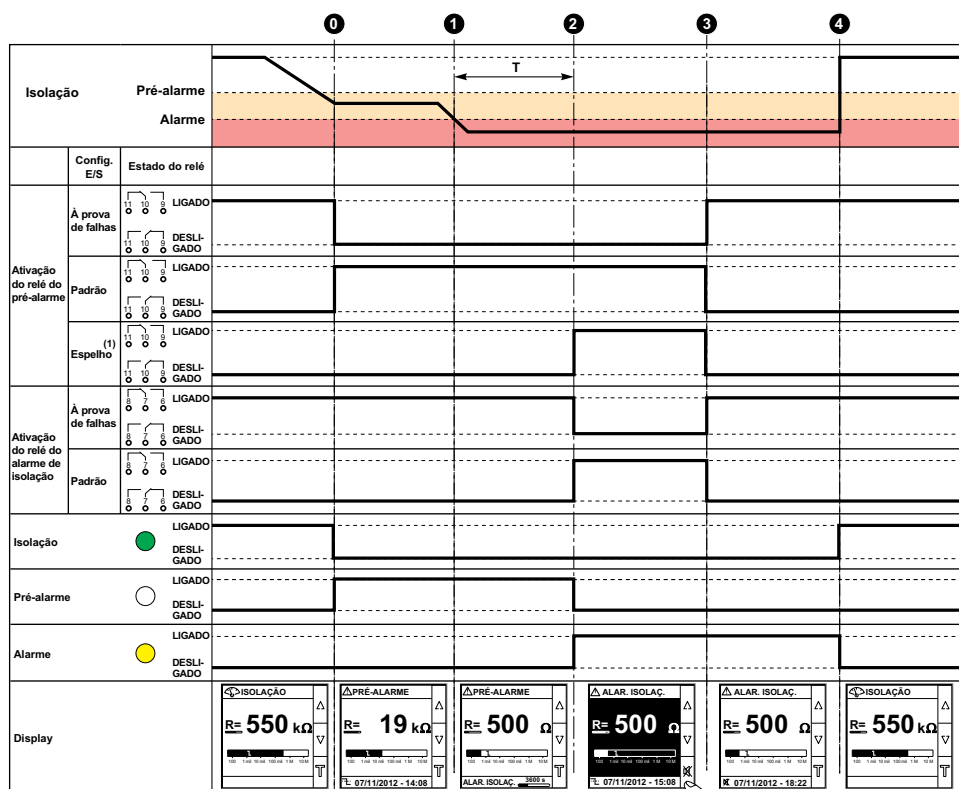 0 1 2 3 4
T
Isolação
Pré-alarme
Alarme
Config.
E/S
Estado do relé
Ativação
do relé do
pré-alarme
À prova
de falhas
11 10 9
LIGADO
11 10 9
DESLI-
GADO
Padrão
11 10 9
LIGADO
11 10 9
DESLI-
GADO
(1)
Espelho
11 10 9
LIGADO
11 10 9
DESLI-
GADO
Ativação
do relé do
alarme de
isolação
À prova
de falhas
8 7 6
LIGADO
8 7 6
DESLI-
GADO
Padrão
8 7 6
LIGADO
8 7 6
DESLI-
GADO
Isolação
LIGADO
DESLI-
GADO
Pré-alarme
LIGADO
DESLI-
GADO
Alarme
LIGADO
DESLI-
GADO
Display
ISOLAÇÃO
R= 550 kΩ
T
PRÉ-ALARME
R= 19 kΩ
T
07/11/2012 - 14:08
PRÉ-ALARME
R= 500 Ω
T
ALAR. ISOLAÇ. 3600 s
ALAR. ISOLAÇ.
R= 500 Ω
07/11/2012 - 15:08
ALAR. ISOLAÇ.
R= 500 Ω
T
07/11/2012 - 18:22
ISOLAÇÃO
R= 550 kΩ
T